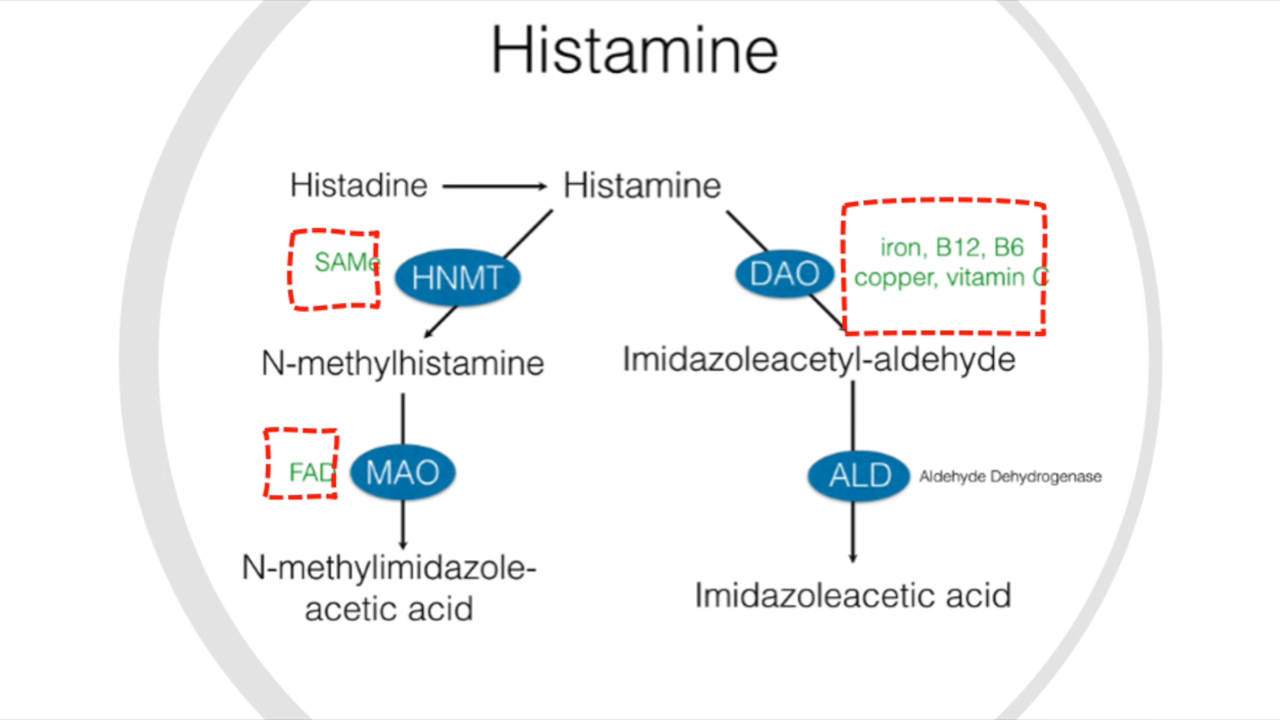 Histamine
Histadine
Histamine
SAMe
HNMT
DAO
iron, B12, B6
copper, vitamin C
N-methylhistamine
Imidazoleacetyl-aldehyde
FAD
MAO
ALD
Aldehyde Dehydrogenase
N-methylimidazole-
acetic acid
Imidazoleacetic acid